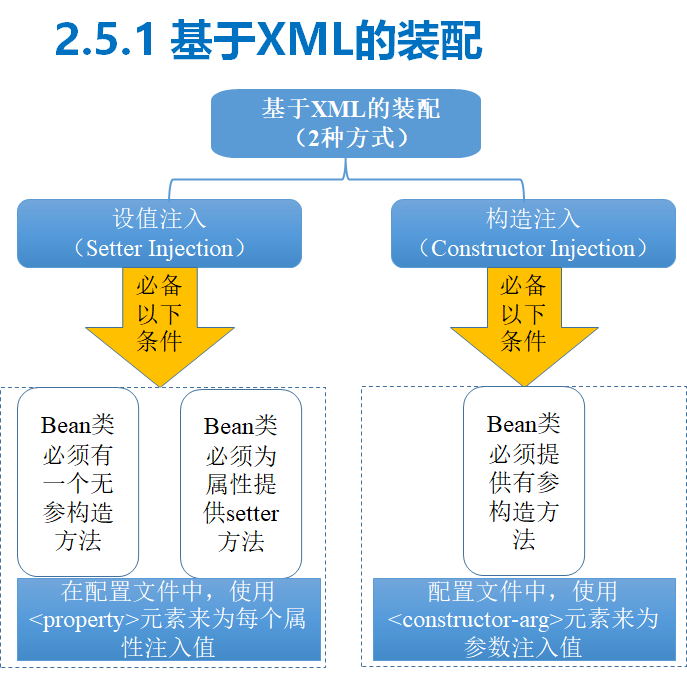 2.5.1 基于XML的装配
基于XML的装配
（2种方式）
设值注入
（Setter Injection）
构造注入
（Constructor Injection）
必备
以下
条件
必备
以下
条件
Bean类
必须有
一个无
参构造
方法
Bean类
必须为
属性提
供setter
方法
Bean类
必须提
供有参
构造方
法
在配置文件中，使用
<property>元素来为每个属
性注入值
配置文件中，使用
<constructor-arg>元素来为
参数注入值